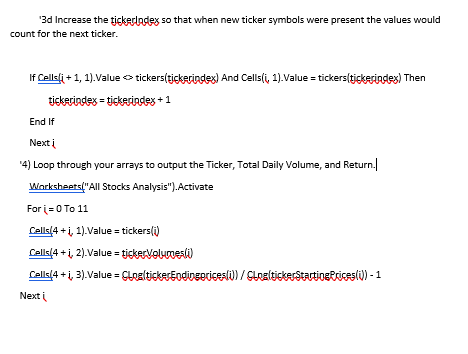 '3d Increase the tickerIndex so that when new ticker symbols were present the values would
count for the next ticker.
If Cells(i + 1, 1).Value <> tickers(tickerindex) And Cells(i, 1).Value = tickers(tickerindex) Then
tickerindex = tickerindex + 1
End If
Next i
'4) Loop through your arrays to output the Ticker, Total Daily Volume, and Return.
Worksheets("All Stocks Analysis").Activate
For i = 0 To 11
Cells(4 + i, 1).Value = tickers(i)
Cells(4 + i, 2).Value = tickerVolumes(i)
Cells(4 + i, 3).Value = CLng(tickerEndingprices(i)) / CLng(tickerStartingPrices(i)) - 1
Next i